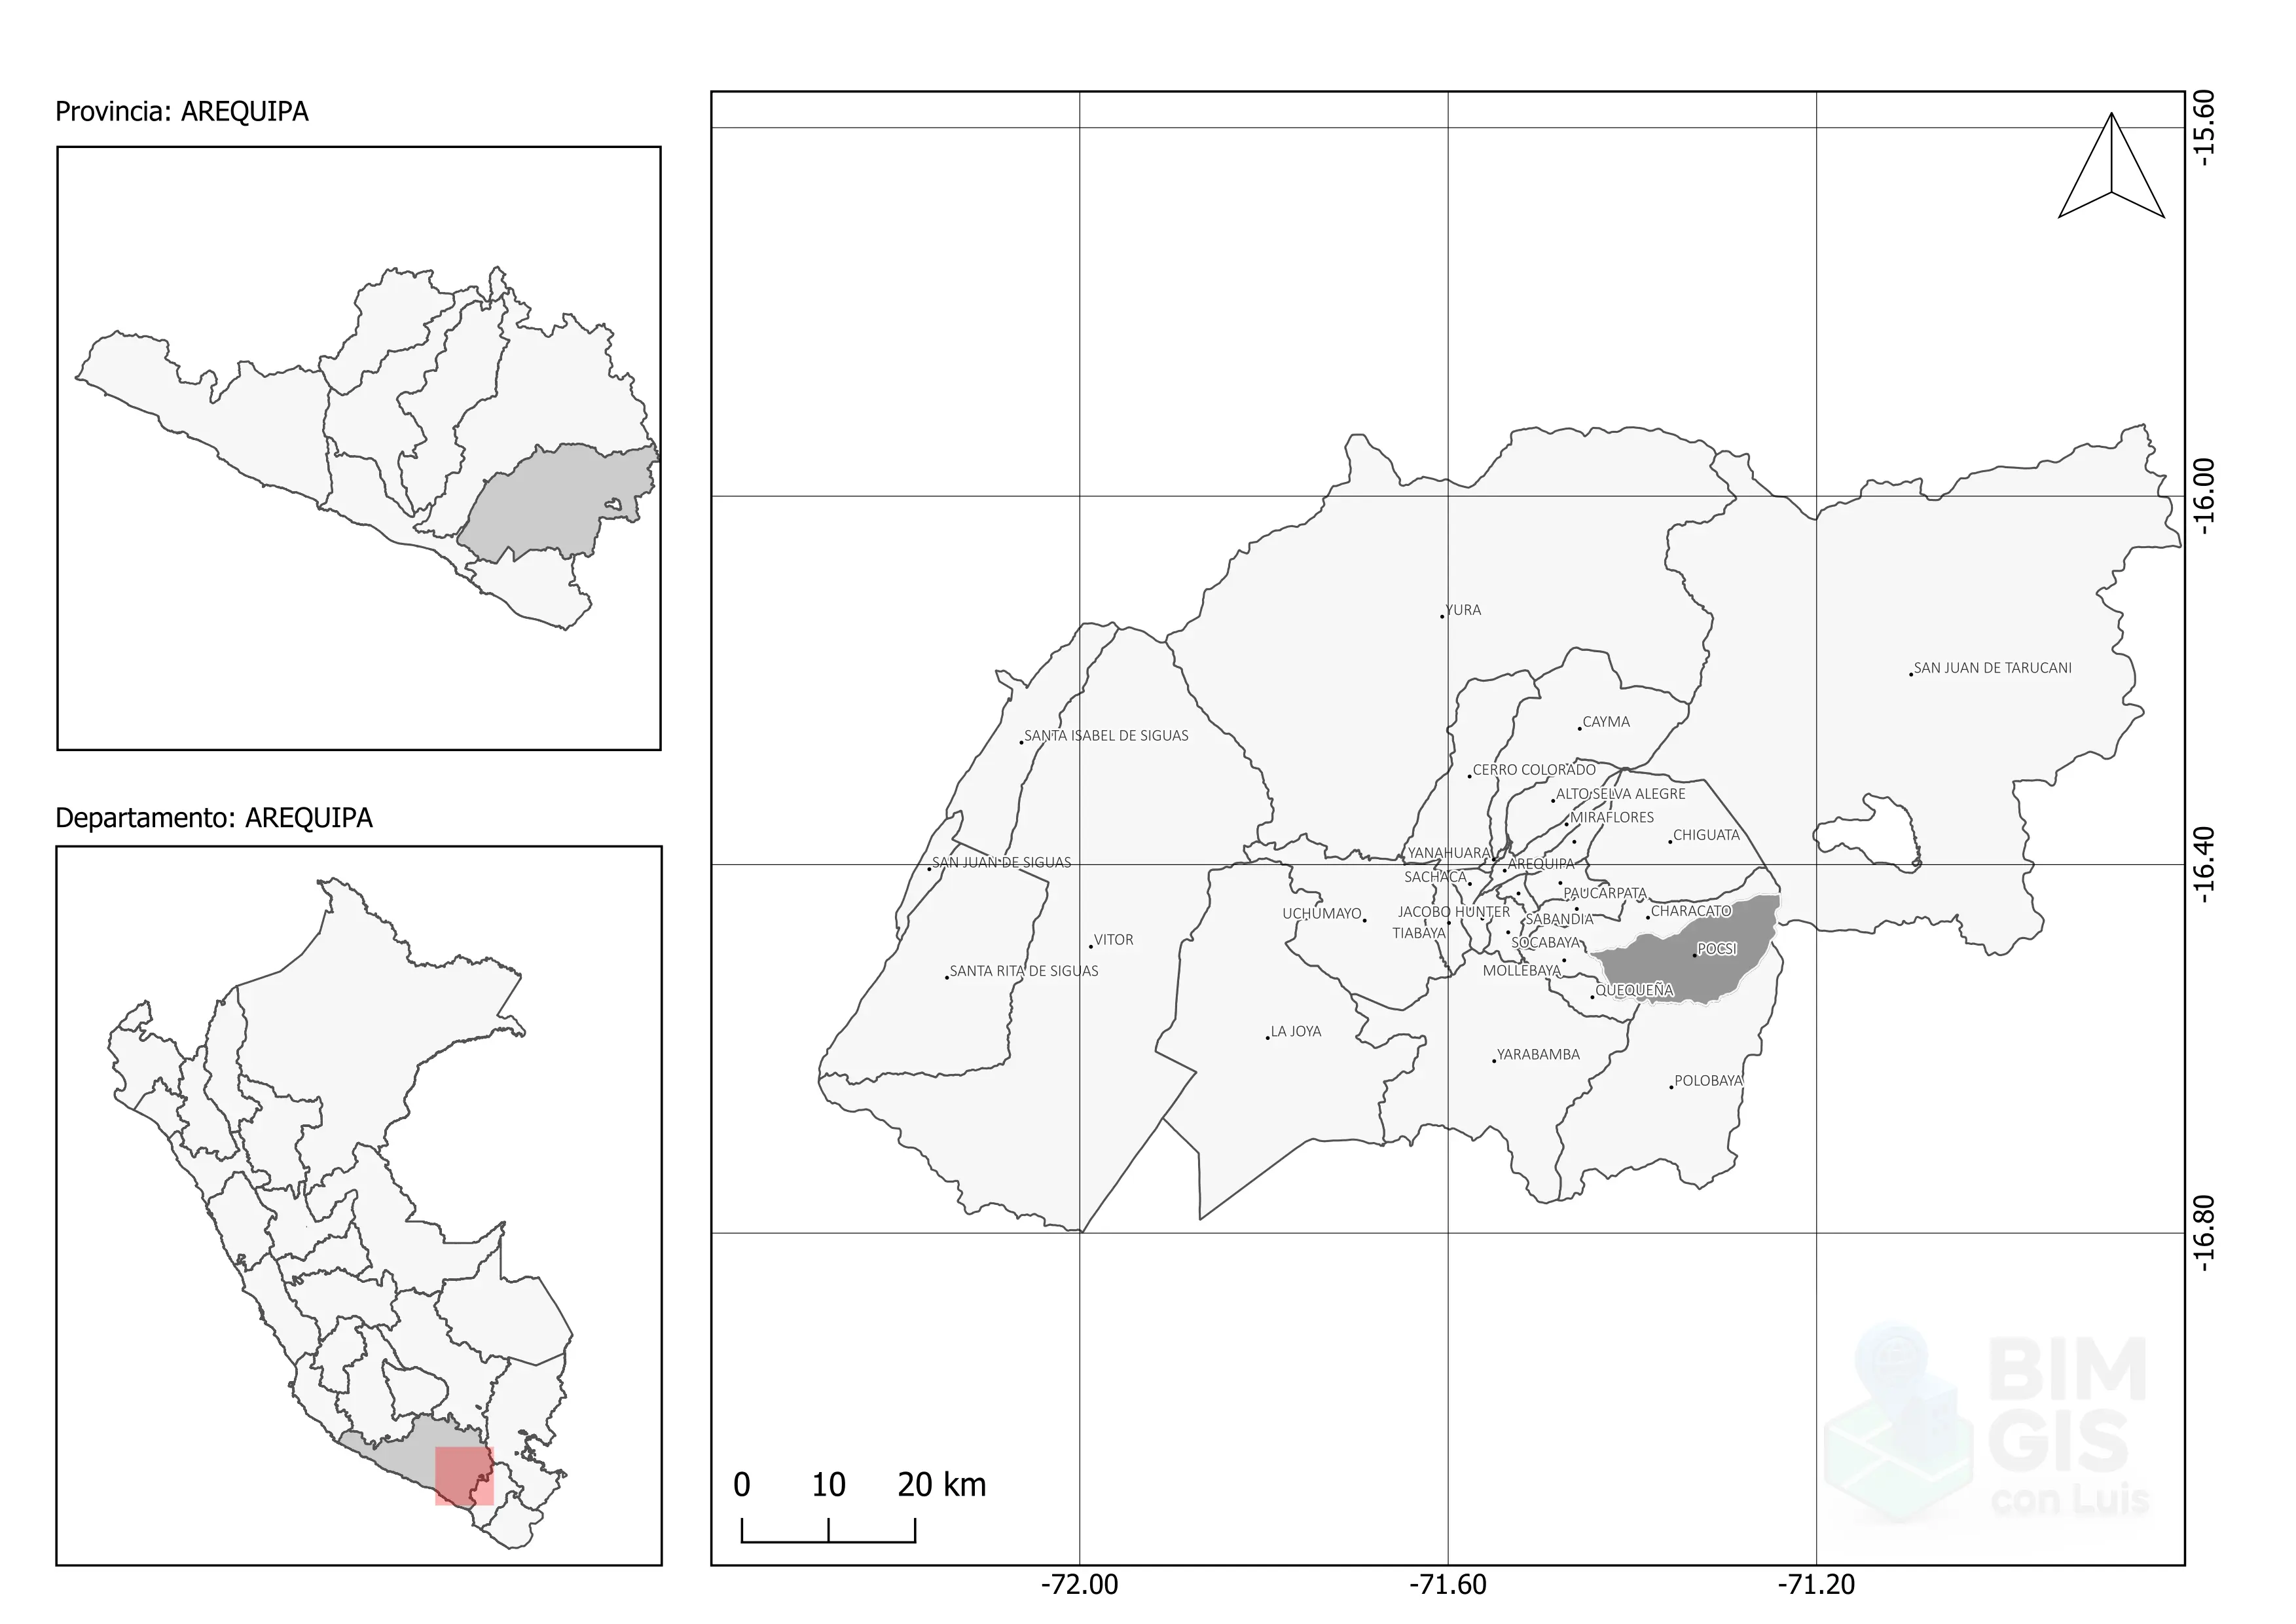 Provincia: AREQUIPA
Departamento: AREQUIPA
-15.60
-16.00
-16.40
-16.80
YURA
SAN JUAN DE TARUCANI
CAYMA
SANTA ISABEL DE SIGUAS
CERRO COLORADO
ALTO SELVA ALEGRE
MIRAFLORES
CHIGUATA
YANAHUARA
AREQUIPA
SAN JUAN DE SIGUAS
SACHACA
PAUCARPATA
UCHUMAYO
JACOBO HUNTER
CHARACATO
SABANDIA
TIABAYA
VITOR
SOCABAYA
POCSI
SANTA RITA DE SIGUAS
MOLLEBAYA
QUEQUEÑA
LA JOYA
YARABAMBA
POLOBAYA
BIM
GIS
con Luis
0 10 20 km
-72.00 -71.60 -71.20